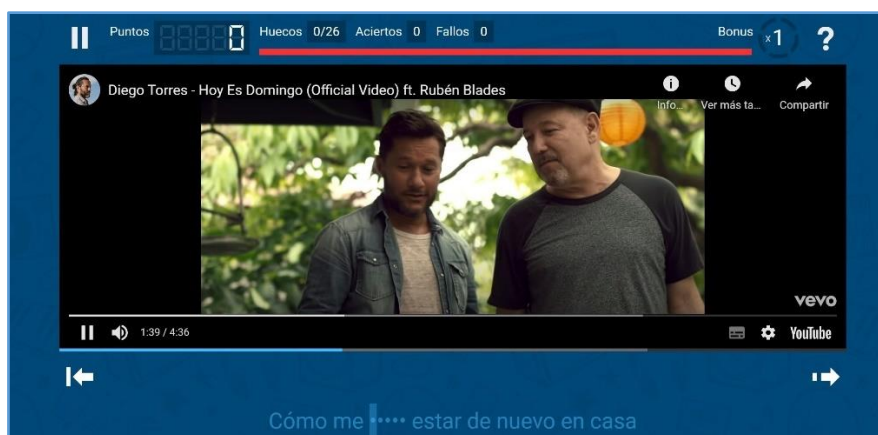 Puntos 0 Huecos 0/26 Aciertos 0 Fallos 0 Bonus x1 ?
Diego Torres - Hoy Es Domingo (Official Video) ft. Rubén Blades
Info... Ver más ta... Compartir
vevo
1:39 / 4:36 YouTube
Cómo me ····· estar de nuevo en casa